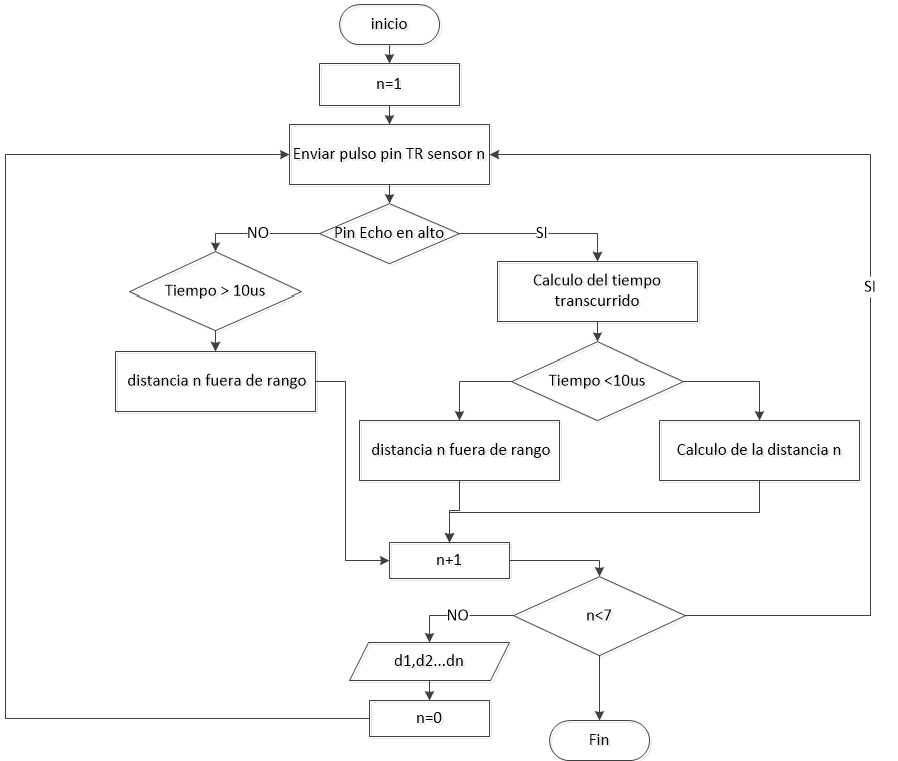 inicio
n=1
Enviar pulso pin TR sensor n
Pin Echo en alto
NO
SI
Tiempo > 10us
Calculo del tiempo
transcurrido
SI
distancia n fuera de rango
Tiempo <10us
distancia n fuera de rango
Calculo de la distancia n
n+1
n<7
NO
d1,d2...dn
n=0
Fin